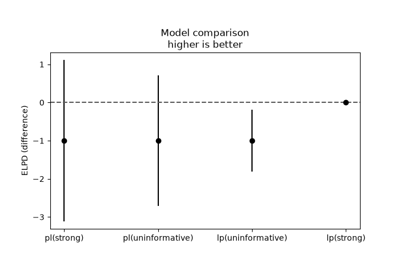 Model comparison
higher is better
ELPD (difference)
1
0
−1
−2
−3
pl(strong)
pl(uninformative)
lp(uninformative)
lp(strong)